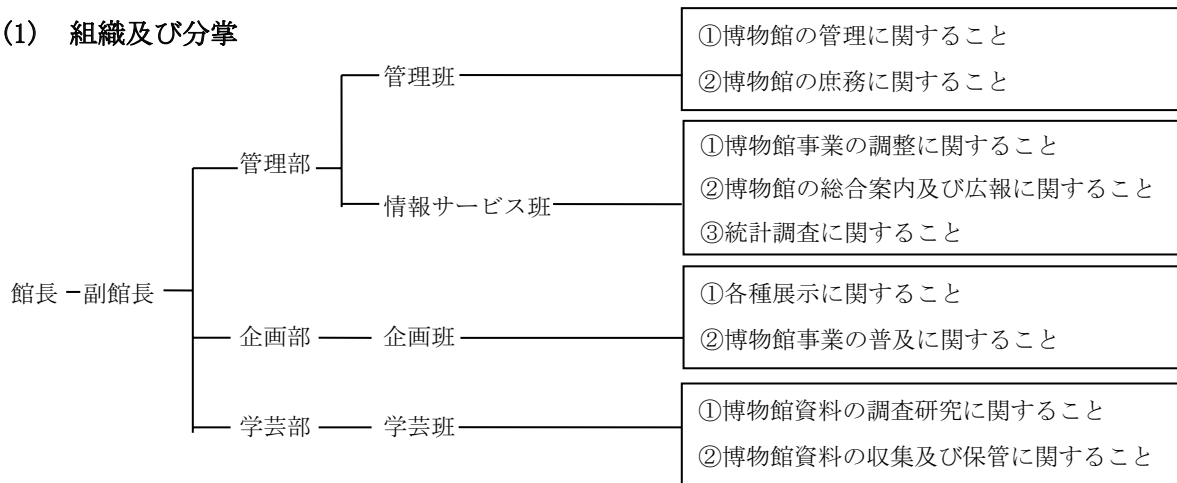 (1) 組織及び分掌
管理班
①博物館の管理に関すること
②博物館の庶務に関すること
管理部
情報サービス班
①博物館事業の調整に関すること
②博物館の総合案内及び広報に関すること
③統計調査に関すること
館長 － 副館長
企画部
企画班
①各種展示に関すること
②博物館事業の普及に関すること
学芸部
学芸班
①博物館資料の調査研究に関すること
②博物館資料の収集及び保管に関すること